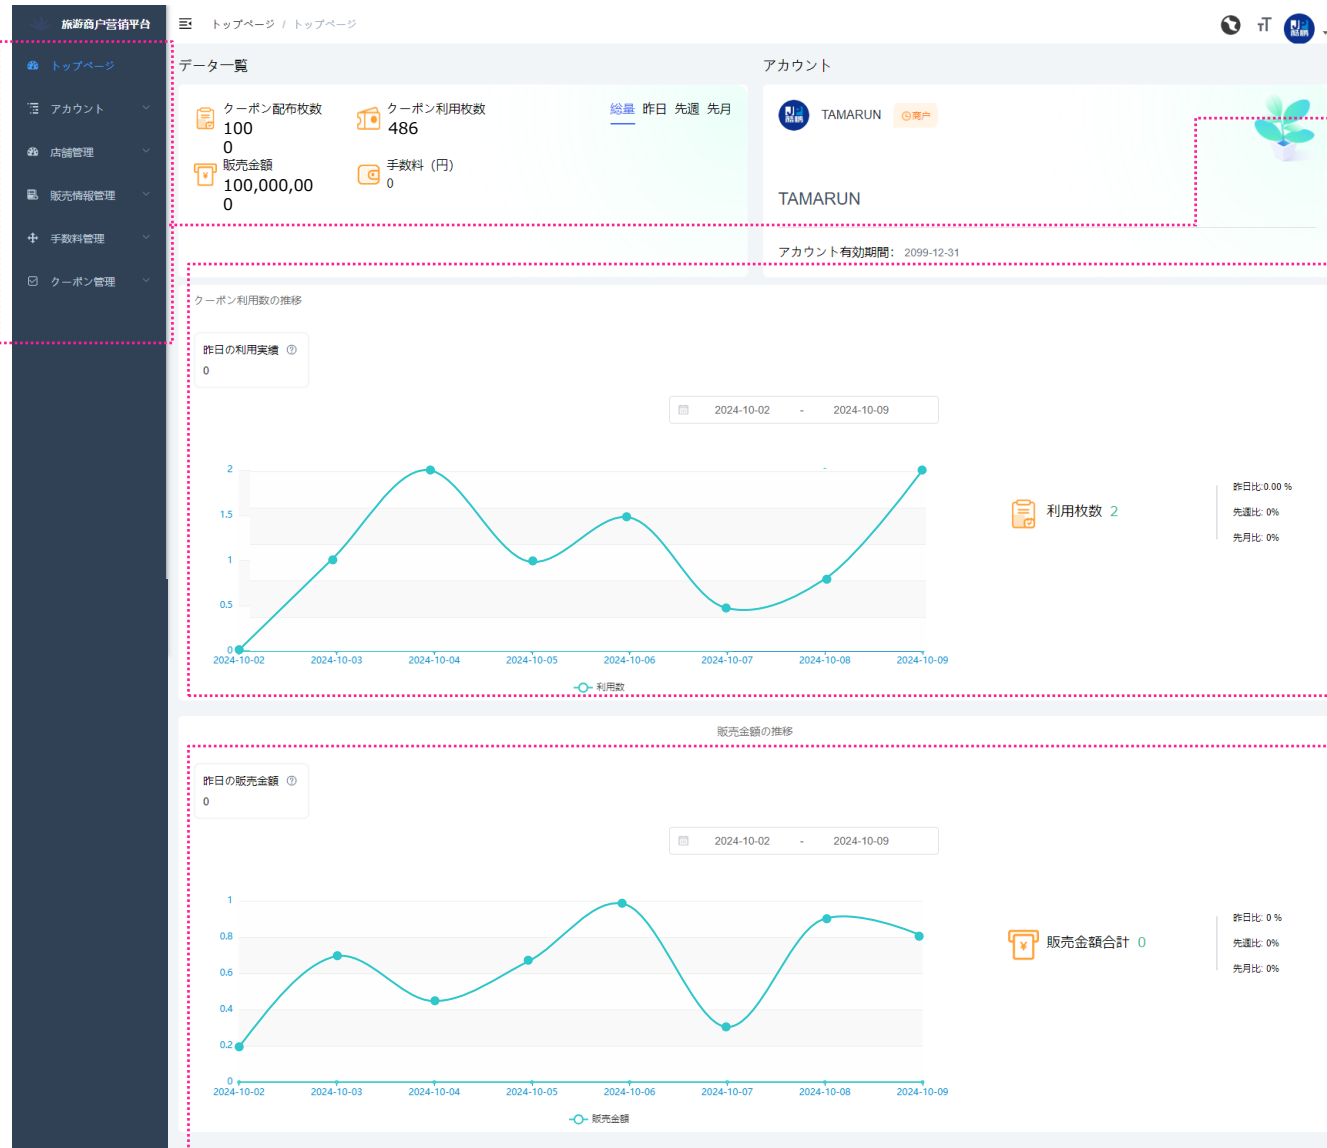 旅游商户营销平台
トップページ / トップページ
トップページ
アカウント
店舗管理
販売情報管理
手数料管理
クーポン管理
データ一覧
クーポン配布枚数
100
0
クーポン利用枚数
486
総量 昨日 先週 先月
販売金額
100,000,00
0
手数料（円）
0
アカウント
TAMARUN 商户
TAMARUN
アカウント有効期間： 2099-12-31
クーポン利用数の推移
昨日の利用実績
0
2024-10-02 - 2024-10-09
2
1.5
1
0.5
0
2024-10-02 2024-10-03 2024-10-04 2024-10-05 2024-10-06 2024-10-07 2024-10-08 2024-10-09
利用数
利用枚数 2
昨日比:0.00 %
先週比: 0%
先月比: 0%
販売金額の推移
昨日の販売金額
0
2024-10-02 - 2024-10-09
1
0.8
0.6
0.4
0.2
0
2024-10-02 2024-10-03 2024-10-04 2024-10-05 2024-10-06 2024-10-07 2024-10-08 2024-10-09
販売金額
販売金額合計 0
昨日比: 0 %
先週比: 0%
先月比: 0%